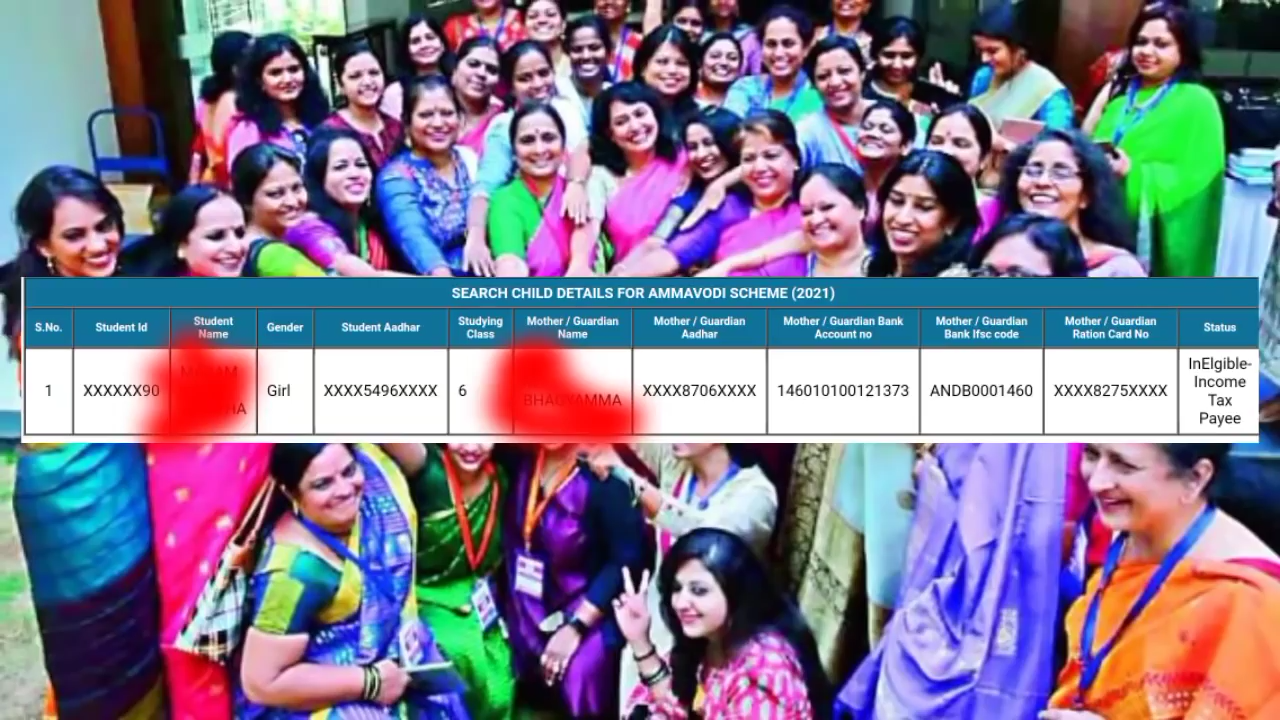 SEARCH CHILD DETAILS FOR AMMAVODI SCHEME (2021)
S.No. Student Id Student Name Gender Student Aadhar Studying Class Mother / Guardian Name Mother / Guardian Aadhar Mother / Guardian Bank Account no Mother / Guardian Bank Ifsc code Mother / Guardian Ration Card No Status
1 XXXXXX90 Girl XXXX5496XXXX 6 XXXX8706XXXX 146010100121373 ANDB0001460 XXXX8275XXXX InElgible-Income Tax Payee